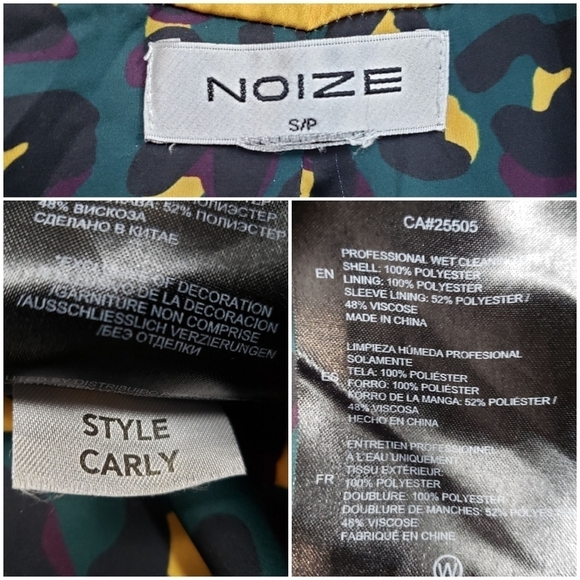 NOIZE
S/P
52% ПОЛИЭСТЕР
48% ВИСКОЗА
СДЕЛАНО В КИТАЕ
DECORATION
DE LA DECORACION
/GARNITURE NON COMPRISE
/AUSSCHLIESSLICH VERZIERUNGEN
/БЕЗ ОТДЕЛКИ
STYLE
CARLY
CA#25505
PROFESSIONAL WET
EN SHELL: 100% POLYESTER
LINING: 100% POLYESTER
SLEEVE LINING: 52% POLYESTER /
48% VISCOSE
MADE IN CHINA
LIMPIEZA HÚMEDA PROFESIONAL
SOLAMENTE
ES TELA: 100% POLIÉSTER
FORRO: 100% POLIÉSTER
FORRO DE LA MANGA: 52% POLIÉSTER /
48% VISCOSA
HECHO EN CHINA
ENTRETIEN PROFESSIONNEL
A L'EAU UNIQUEMENT
TISSU EXTÉRIEUR:
FR 100% POLYESTER
DOUBLURE: 100% POLYESTER
DOUBLURE DE MANCHES: 52% POLYESTER
48% VISCOSE
FABRIQUÉ EN CHINE
W